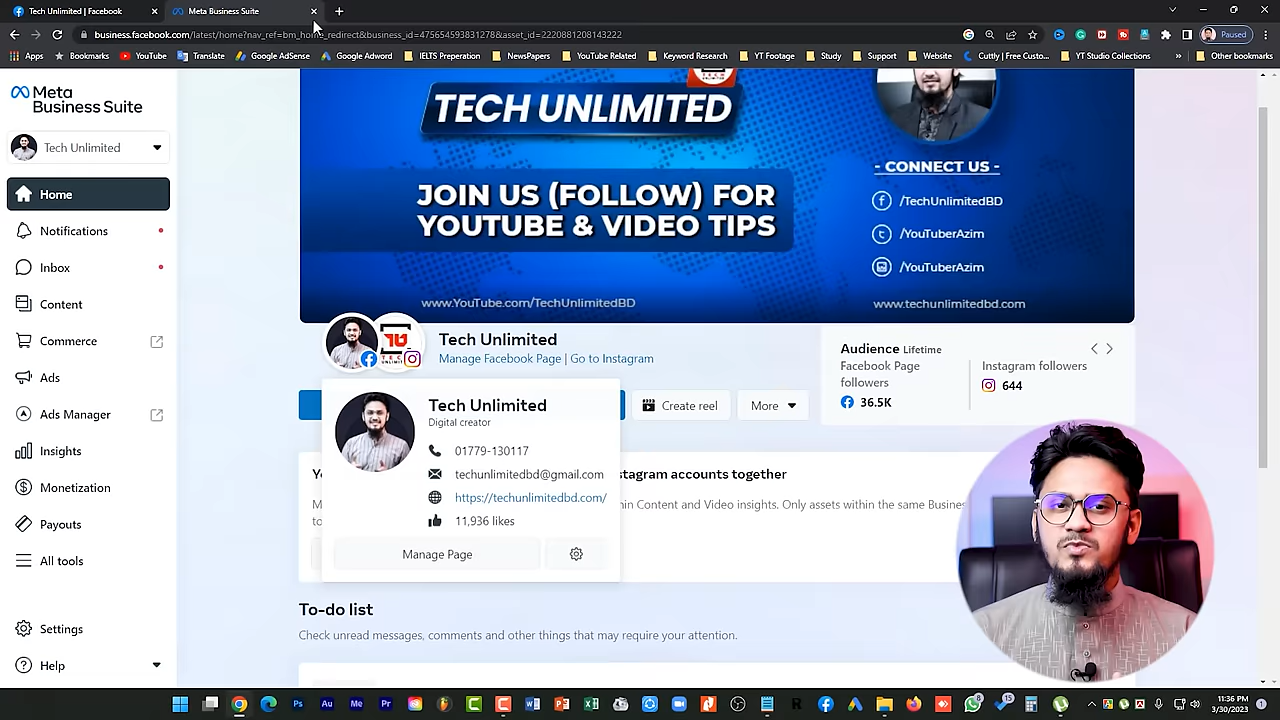 Tech Unlimited | Facebook
Meta Business Suite
business.facebook.com/latest/home?nav_ref=bm_home_redirect&business_id=475654593831278&asset_id=2220881208143222
Paused
Apps
Bookmarks
YouTube
Translate
Google AdSense
Google Adword
IELTS Preperation
PowerPoints
YouTube Related
Keyword Research
YT Footage
Study
Support
Website
Cuttly | Free Custo...
YT Studio Collections
Other bookmarks
Meta
Business Suite
Tech Unlimited
Home
Notifications
Inbox
Content
Commerce
Ads
Ads Manager
Insights
Monetization
Payouts
All tools
Settings
Help
TECH UNLIMITED
JOIN US (FOLLOW) FOR
YOUTUBE & VIDEO TIPS
www.YouTube.com/TechUnlimitedBD
- CONNECT US -
/TechUnlimitedBD
/YouTuberAzim
/YouTuberAzim
www.techunlimitedbd.com
Tech Unlimited
Manage Facebook Page | Go to Instagram
Audience Lifetime
Facebook Page
followers
36.5K
Instagram followers
644
Create reel
More
Tech Unlimited
Digital creator
01779-130117
techunlimitedbd@gmail.com
https://techunlimitedbd.com/
11,936 likes
Manage Page
stagram accounts together
in Content and Video insights. Only assets within the same Busines
To-do list
Check unread messages, comments and other things that may require your attention.
11:36 PM
3/30/2023